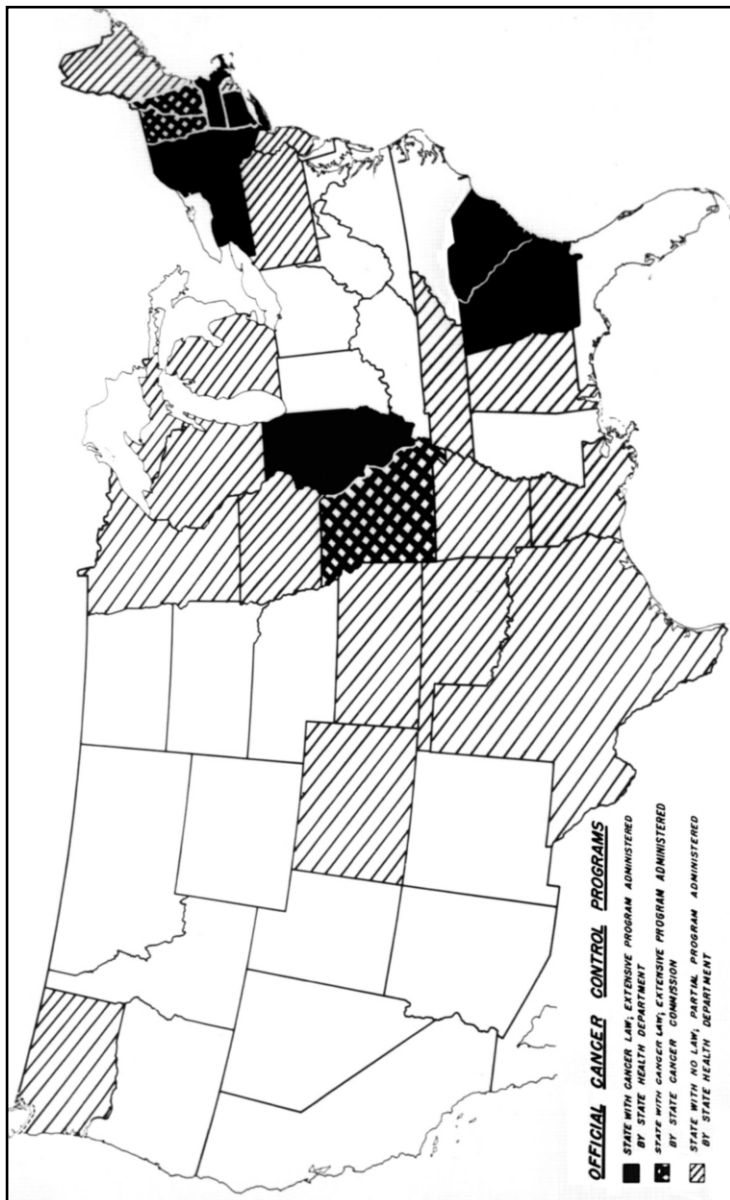 OFFICIAL CANCER CONTROL PROGRAMS
STATE WITH CANCER LAW; EXTENSIVE PROGRAM ADMINISTERED
BY STATE HEALTH DEPARTMENT
STATE WITH CANCER LAW; EXTENSIVE PROGRAM ADMINISTERED
BY STATE CANCER COMMISSION
STATE WITH NO LAW; PARTIAL PROGRAM ADMINISTERED
BY STATE HEALTH DEPARTMENT